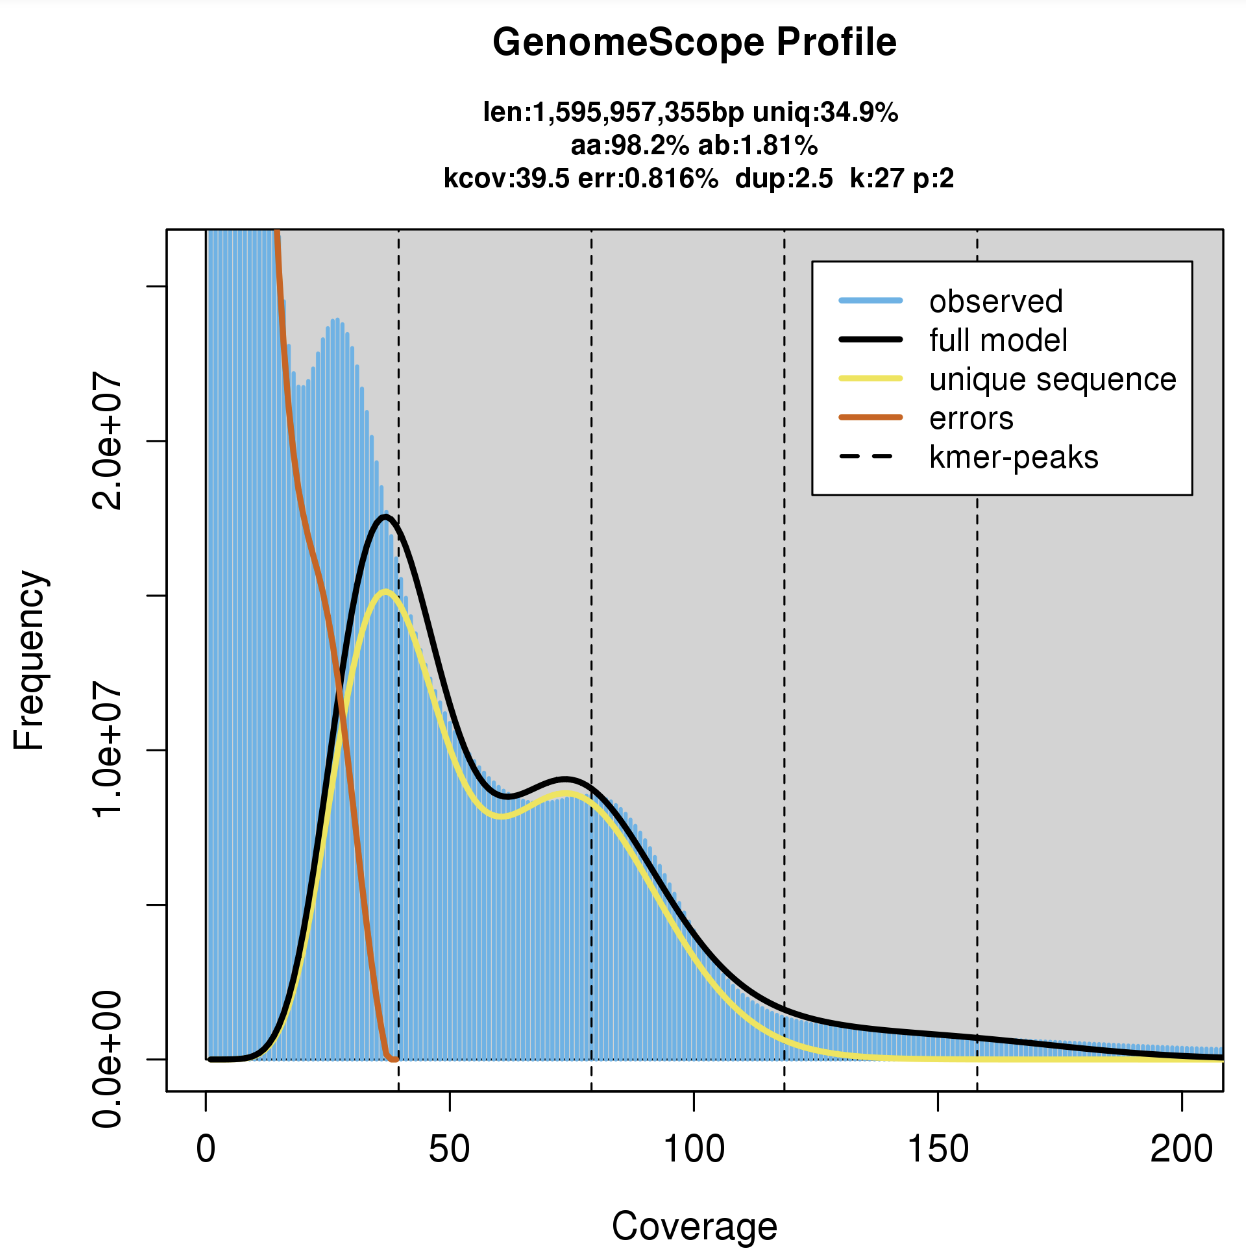 GenomeScope Profile
len:1,595,957,355bp uniq:34.9%
aa:98.2% ab:1.81%
kcov:39.5 err:0.816% dup:2.5 k:27 p:2
observed
full model
unique sequence
errors
kmer-peaks
Frequency
2.0e+07
1.0e+07
0.0e+00
0 50 100 150 200
Coverage